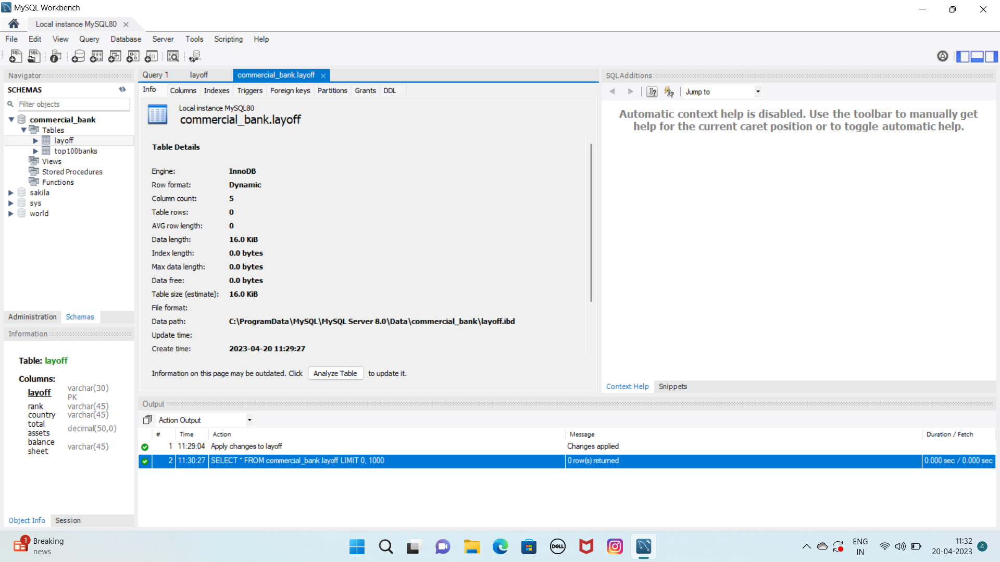 MySQL Workbench
Local instance MySQL80
File Edit View Query Database Server Tools Scripting Help
Navigator
SCHEMAS
Filter objects
commercial_bank
Tables
layoff
top100banks
Views
Stored Procedures
Functions
sakila
sys
world
Administration Schemas
Information
Table: layoff
Columns:
layoff varchar(30) PK
rank varchar(45)
country varchar(45)
total assets decimal(50,0)
balance sheet varchar(45)
Object Info Session
Query 1 layoff commercial_bank.layoff
Info Columns Indexes Triggers Foreign keys Partitions Grants DDL
Local instance MySQL80
commercial_bank.layoff
Table Details
Engine: InnoDB
Row format: Dynamic
Column count: 5
Table rows: 0
AVG row length: 0
Data length: 16.0 KiB
Index length: 0.0 bytes
Max data length: 0.0 bytes
Data free: 0.0 bytes
Table size (estimate): 16.0 KiB
File format:
Data path: C:\ProgramData\MySQL\MySQL Server 8.0\Data\commercial_bank\layoff.ibd
Update time:
Create time: 2023-04-20 11:29:27
Information on this page may be outdated. Click Analyze Table to update it.
SQLAdditions
Jump to
Automatic context help is disabled. Use the toolbar to manually get
help for the current caret position or to toggle automatic help.
Context Help Snippets
Output
Action Output
# Time Action Message Duration / Fetch
1 11:29:04 Apply changes to layoff Changes applied
2 11:30:27 SELECT * FROM commercial_bank.layoff LIMIT 0, 1000 0 row(s) returned 0.000 sec / 0.000 sec
1
Breaking
news
DELL
ENG
IN
11:32
20-04-2023
4